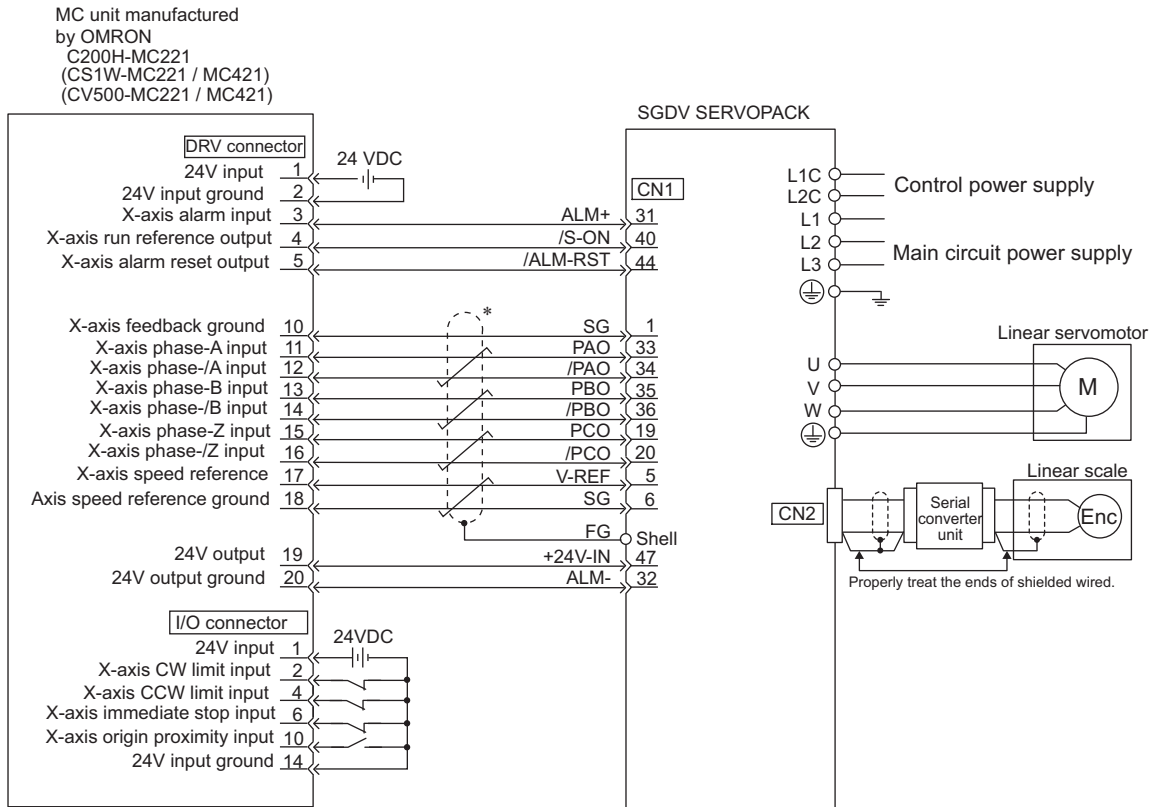 MC unit manufactured
by OMRON
C200H-MC221
(CS1W-MC221 / MC421)
(CV500-MC221 / MC421)
SGDV SERVOPACK
DRV connector
24 VDC
24V input 1
24V input ground 2
X-axis alarm input 3
X-axis run reference output 4
X-axis alarm reset output 5
CN1
ALM+ 31
/S-ON 40
/ALM-RST 44
L1C
L2C
Control power supply
L1
L2
L3
Main circuit power supply
*
X-axis feedback ground 10 SG 1
X-axis phase-A input 11 PAO 33
X-axis phase-/A input 12 /PAO 34
X-axis phase-B input 13 PBO 35
X-axis phase-/B input 14 /PBO 36
X-axis phase-Z input 15 PCO 19
X-axis phase-/Z input 16 /PCO 20
X-axis speed reference 17 V-REF 5
Axis speed reference ground 18 SG 6
FG Shell
24V output 19 +24V-IN 47
24V output ground 20 ALM- 32
Linear servomotor
U
V
W
M
Linear scale
CN2
Serial
converter
unit
Enc
Properly treat the ends of shielded wired.
I/O connector
24VDC
24V input 1
X-axis CW limit input 2
X-axis CCW limit input 4
X-axis immediate stop input 6
X-axis origin proximity input 10
24V input ground 14